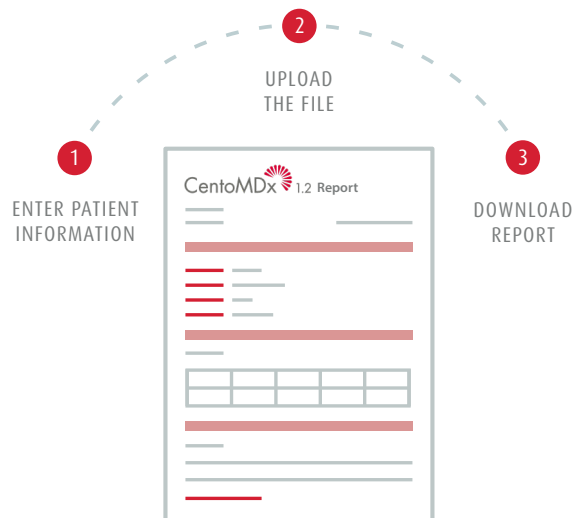 2
UPLOAD
THE FILE
1
ENTER PATIENT
INFORMATION
3
DOWNLOAD
REPORT
CentoMDx 1.2 Report